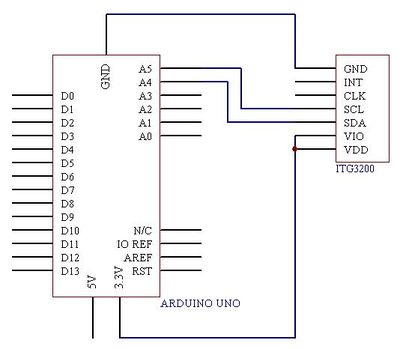 GND
A5
A4
A3
A2
A1
A0
D0
D1
D2
D3
D4
D5
D6
D7
D8
D9
D10
D11
D12
D13
N/C
IO REF
AREF
RST
5V
3.3V
ARDUINO UNO
GND
INT
CLK
SCL
SDA
VIO
VDD
ITG3200